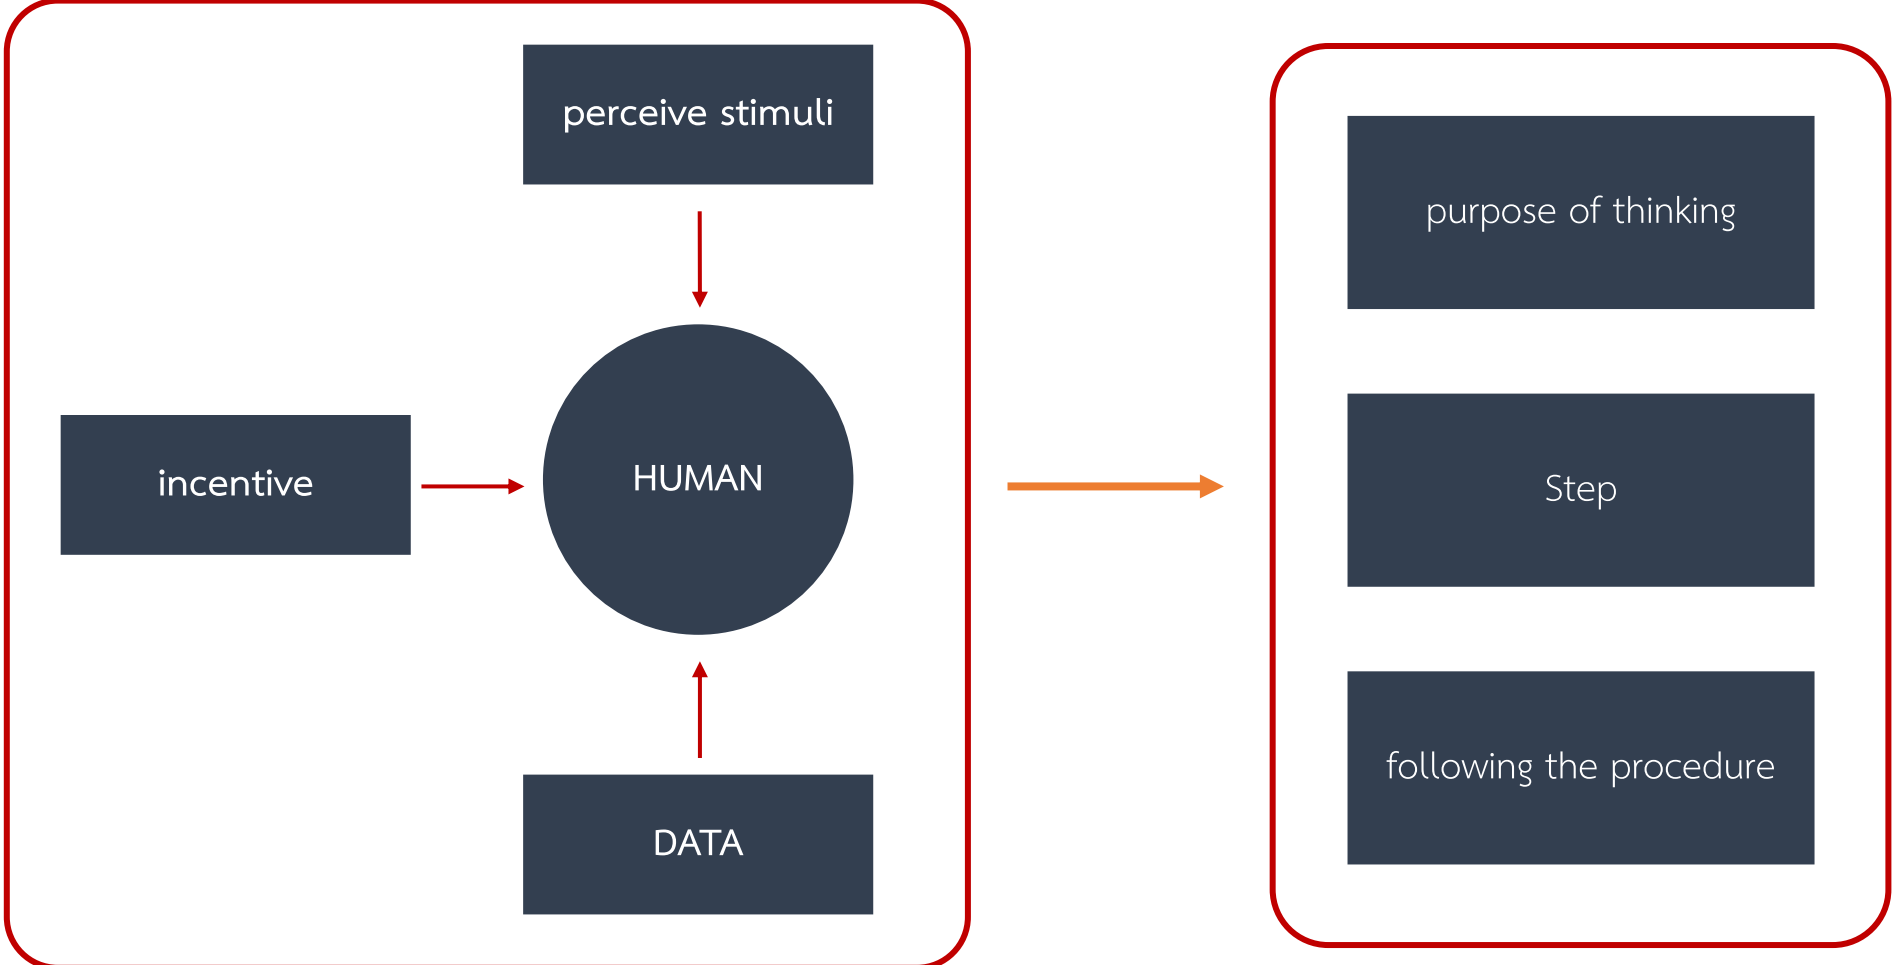 perceive stimuli
incentive
HUMAN
DATA
purpose of thinking
Step
following the procedure